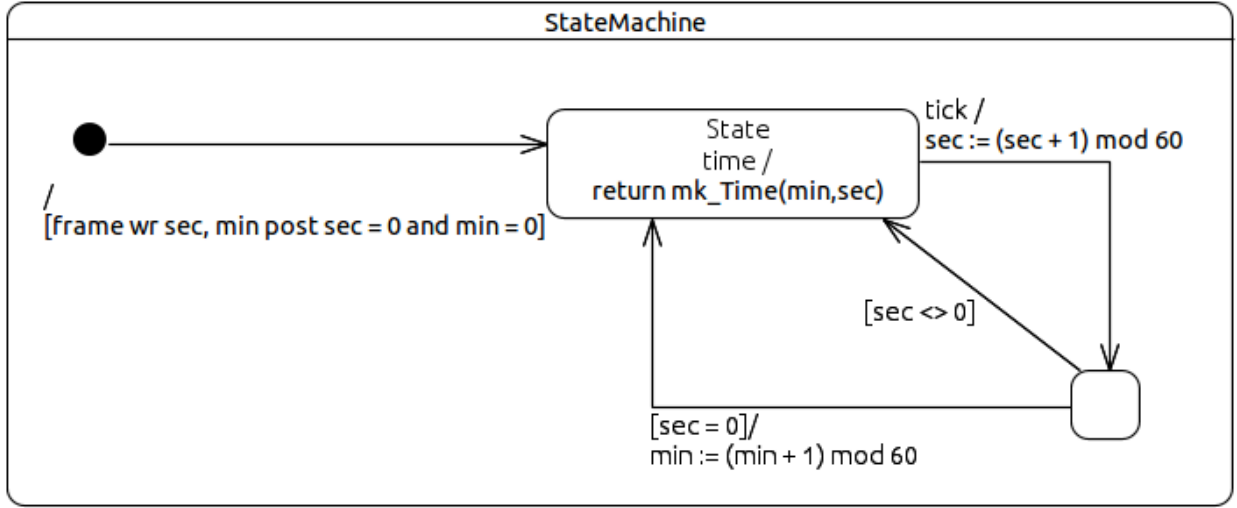 StateMachine
State
time /
return mk_Time(min,sec)
tick /
sec := (sec + 1) mod 60
/
[frame wr sec, min post sec = 0 and min = 0]
[sec <> 0]
[sec = 0]/
min := (min + 1) mod 60